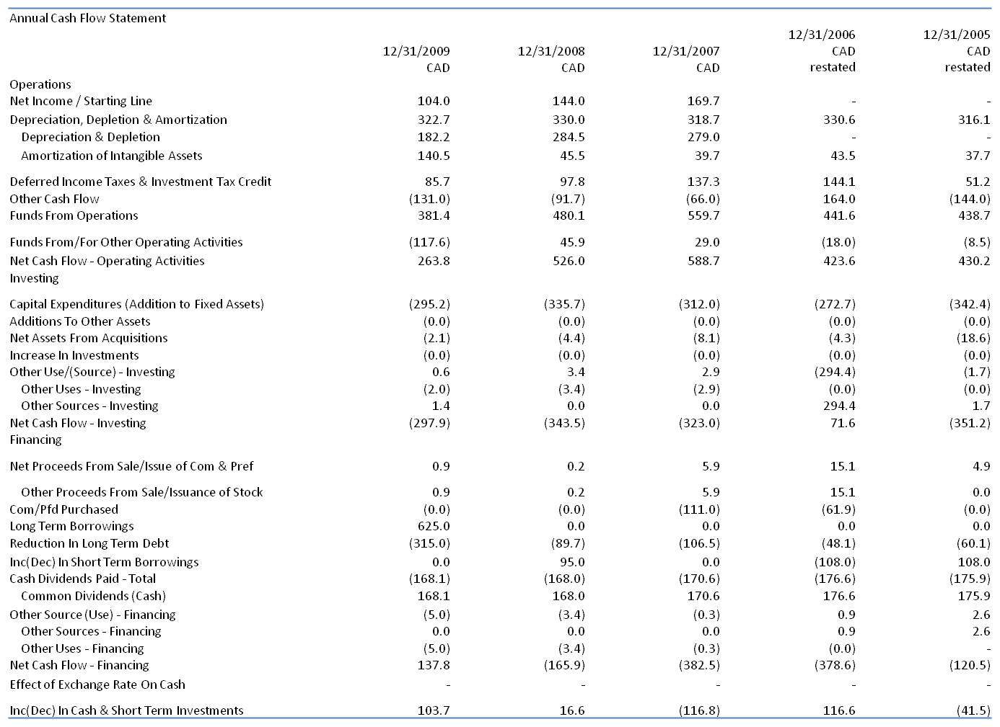 Annual Cash Flow Statement
12/31/2006 12/31/2005
12/31/2009 12/31/2008 12/31/2007 CAD CAD
CAD CAD CAD restated restated
Operations
Net Income / Starting Line 104.0 144.0 169.7 - -
Depreciation, Depletion & Amortization 322.7 330.0 318.7 330.6 316.1
Depreciation & Depletion 182.2 284.5 279.0 - -
Amortization of Intangible Assets 140.5 45.5 39.7 43.5 37.7
Deferred Income Taxes & Investment Tax Credit 85.7 97.8 137.3 144.1 51.2
Other Cash Flow (131.0) (91.7) (66.0) 164.0 (144.0)
Funds From Operations 381.4 480.1 559.7 441.6 438.7
Funds From/For Other Operating Activities (117.6) 45.9 29.0 (18.0) (8.5)
Net Cash Flow - Operating Activities 263.8 526.0 588.7 423.6 430.2
Investing
Capital Expenditures (Addition to Fixed Assets) (295.2) (335.7) (312.0) (272.7) (342.4)
Additions To Other Assets (0.0) (0.0) (0.0) (0.0) (0.0)
Net Assets From Acquisitions (2.1) (4.4) (8.1) (4.3) (18.6)
Increase In Investments (0.0) (0.0) (0.0) (0.0) (0.0)
Other Use/(Source) - Investing 0.6 3.4 2.9 (294.4) (1.7)
Other Uses - Investing (2.0) (3.4) (2.9) (0.0) (0.0)
Other Sources - Investing 1.4 0.0 0.0 294.4 1.7
Net Cash Flow - Investing (297.9) (343.5) (323.0) 71.6 (351.2)
Financing
Net Proceeds From Sale/Issue of Com & Pref 0.9 0.2 5.9 15.1 4.9
Other Proceeds From Sale/Issuance of Stock 0.9 0.2 5.9 15.1 0.0
Com/Pfd Purchased (0.0) (0.0) (111.0) (61.9) (0.0)
Long Term Borrowings 625.0 0.0 0.0 0.0 0.0
Reduction In Long Term Debt (315.0) (89.7) (106.5) (48.1) (60.1)
Inc(Dec) In Short Term Borrowings 0.0 95.0 0.0 (108.0) 108.0
Cash Dividends Paid - Total (168.1) (168.0) (170.6) (176.6) (175.9)
Common Dividends (Cash) 168.1 168.0 170.6 176.6 175.9
Other Source (Use) - Financing (5.0) (3.4) (0.3) 0.9 2.6
Other Sources - Financing 0.0 0.0 0.0 0.9 2.6
Other Uses - Financing (5.0) (3.4) (0.3) (0.0) -
Net Cash Flow - Financing 137.8 (165.9) (382.5) (378.6) (120.5)
Effect of Exchange Rate On Cash - - - - -
Inc(Dec) In Cash & Short Term Investments 103.7 16.6 (116.8) 116.6 (41.5)